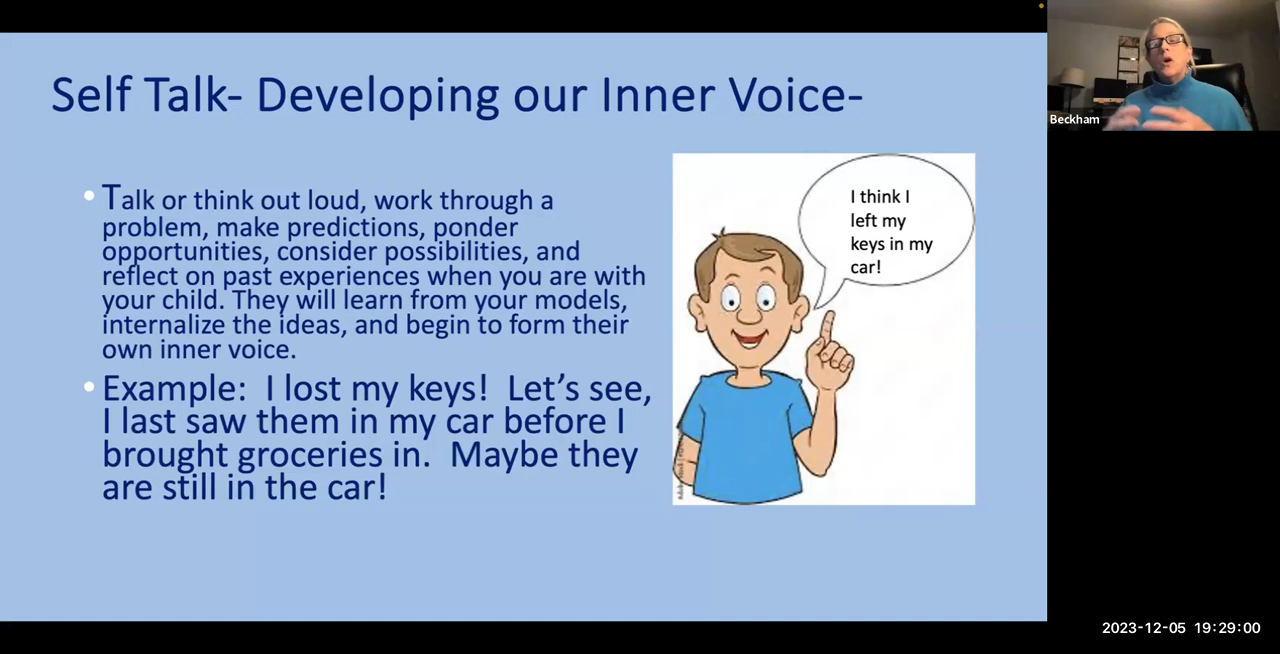 Self Talk- Developing our Inner Voice-
Talk or think out loud, work through a
problem, make predictions, ponder
opportunities, consider possibilities, and
reflect on past experiences when you are with
your child. They will learn from your models,
internalize the ideas, and begin to form their
own inner voice.
Example:  I lost my keys!  Let’s see,
I last saw them in my car before I
brought groceries in.  Maybe they
are still in the car!
I think I
left my
keys in my
car!
Beckham
2023-12-05 19:29:00